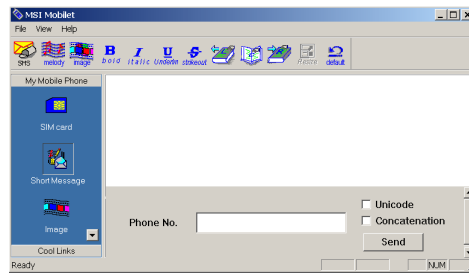 MSI Mobilet
File View Help
SMS melody image bold italic Underlin strikeout Resize default
My Mobile Phone
SIM card
Short Message
Image
Cool Links
Phone No.
Unicode
Concatenation
Send
Ready
NUM